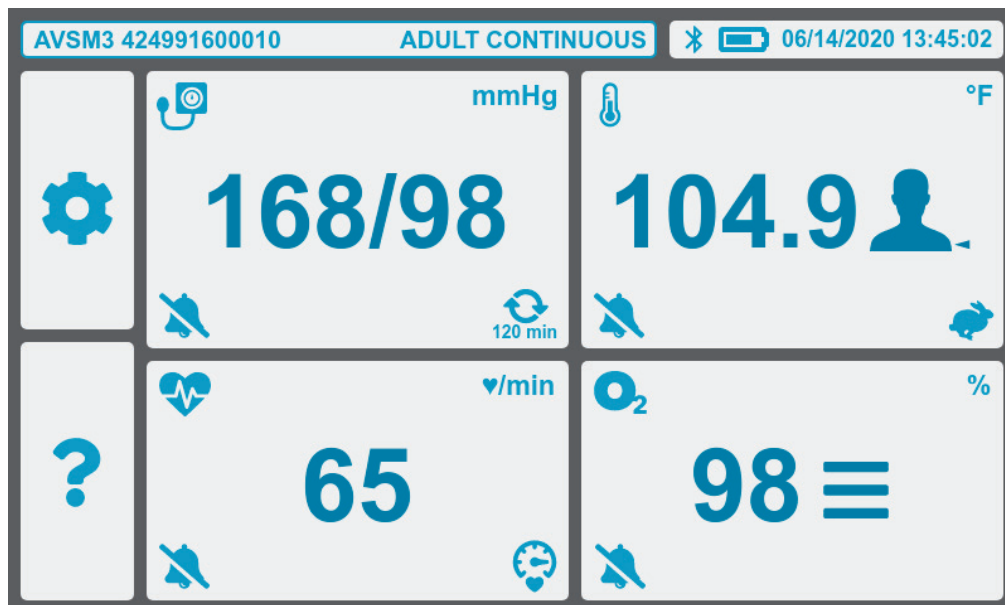 AVSM3 424991600010 ADULT CONTINUOUS 06/14/2020 13:45:02
mmHg
168/98
120 min
°F
104.9
♥/min
65
O2
%
98
?